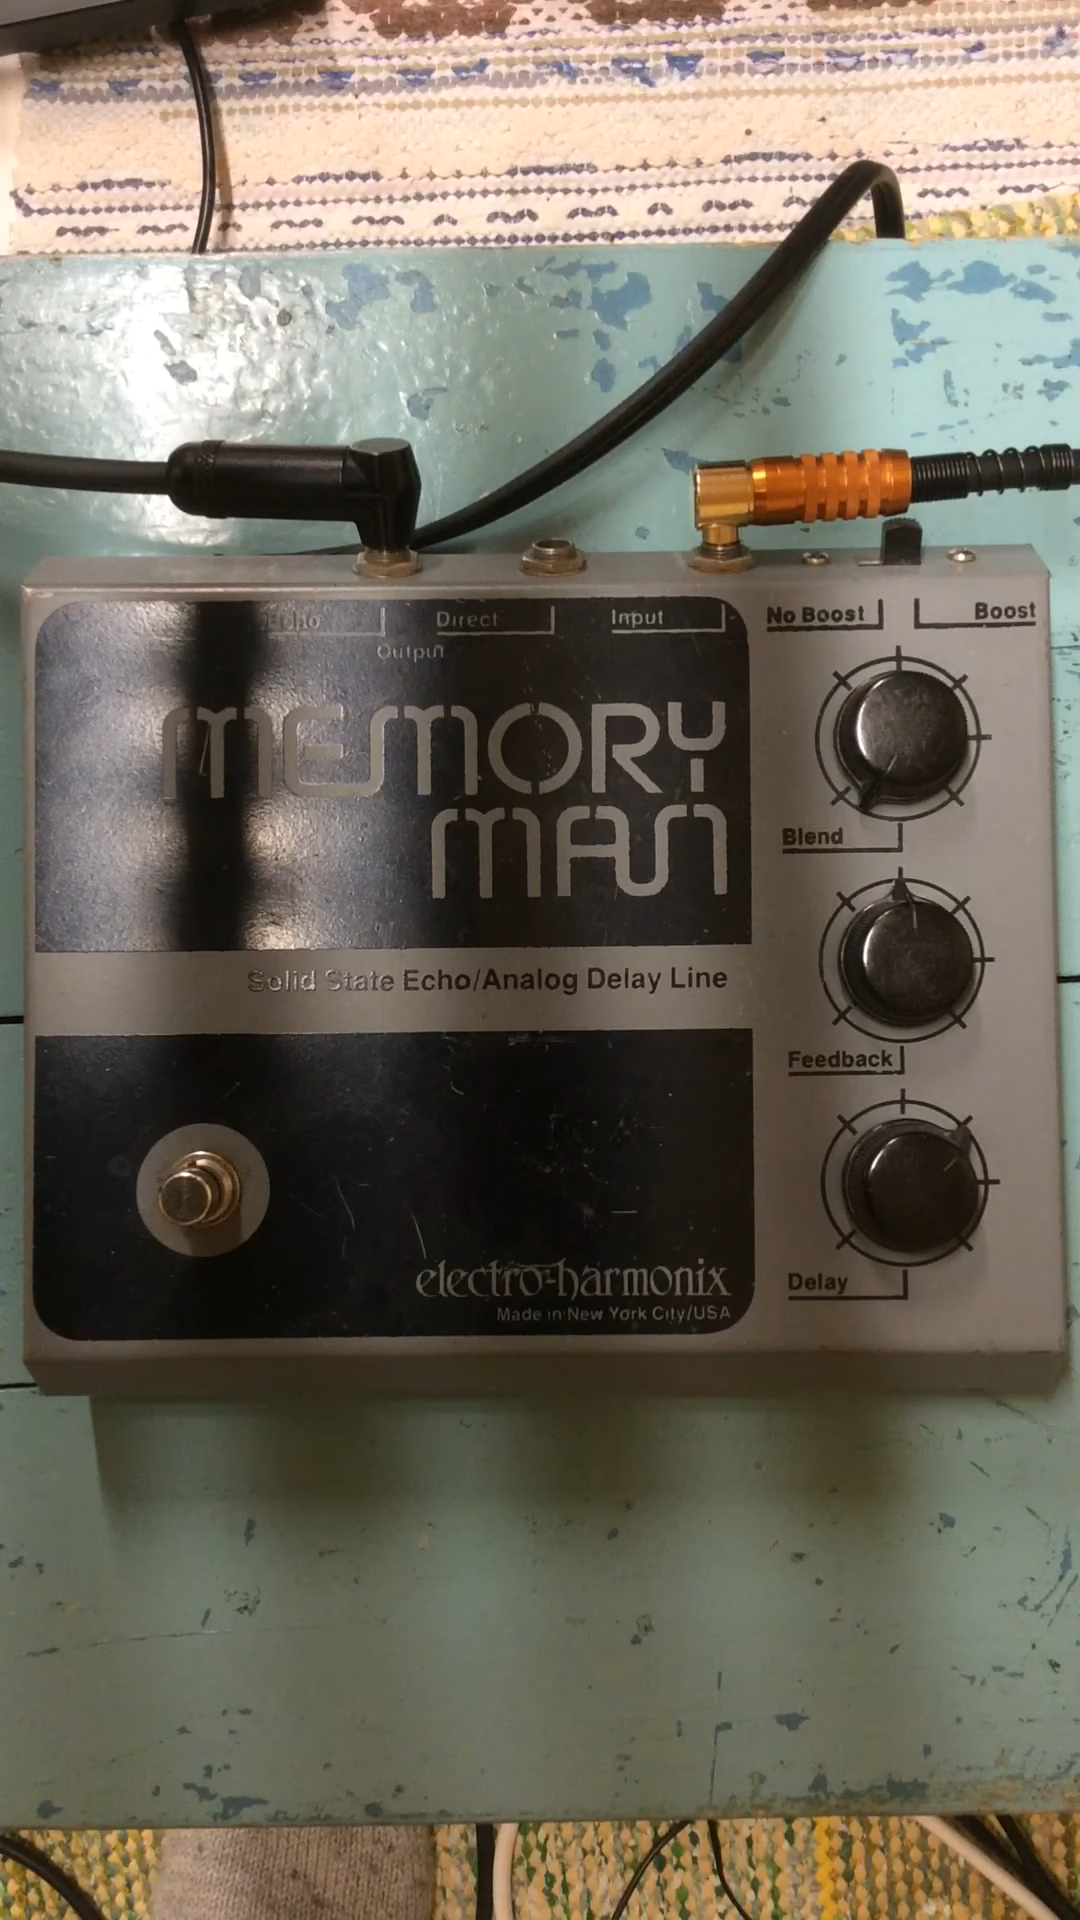 Echo Direct Input No Boost Boost
Output
MEMORY
MAN
Blend
Solid State Echo/Analog Delay Line
Feedback
electro-harmonix
Delay
Made in New York City/USA